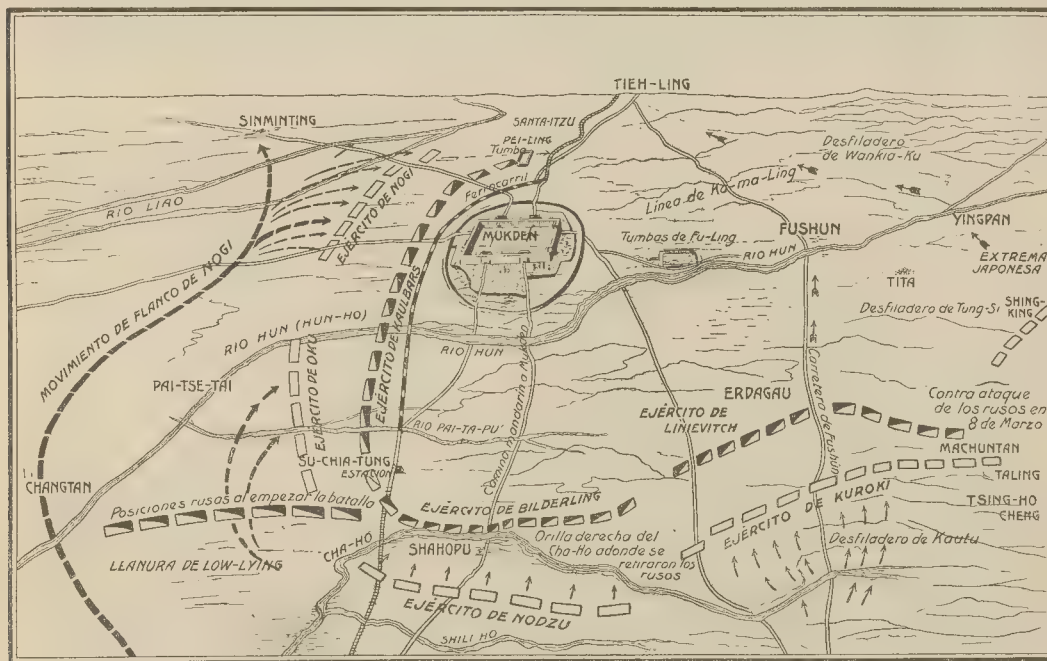 TIEH-LING
SINMINTING
SANTA-ITZU
PEI-LING
Tumba
Ferrocarril
Desfiladero
de Wankia-Ku
Línea de Ka-ma-Ling
RIO LIAO
EJÉRCITO DE NOGI
MUKDEN
Tumbas de Fu-Ling
FUSHUN
RIO HUN
YINGPAN
EXTREMA
JAPONESA
TITA
MOVIMIENTO DE FLANCO DE NOGI
EJÉRCITO DE KAULBARS
Desfiladero de Tung-Si
SHING-
KING
RIO HUN (HUN-HO)
RIO HUN
PAI-TSE-TAI
EJÉRCITO DE OKU
RIO PAI-TA-PU
Camino mandarín a Mukden
EJÉRCITO DE
LINIEVITCH
ERDAGAU
Carretera de Fushun
Contra ataque
de los rusos en
8 de Marzo
SU-CHIA-TUNG
ESTACION
MACHUNTAN
TALING
CHANGTAN
TSING-HO
CHENG
Posiciones rusas al empezar la batalla
EJÉRCITO DE BILDERLING
EJÉRCITO DE KUROKI
Orilla derecha del
Cha-Ho adonde se
retiraron los
rusos
Desfiladero de Kautu
CHA-HO
SHAHOPU
LLANURA DE LOW-LYING
EJÉRCITO DE NODZU
SHILI HO